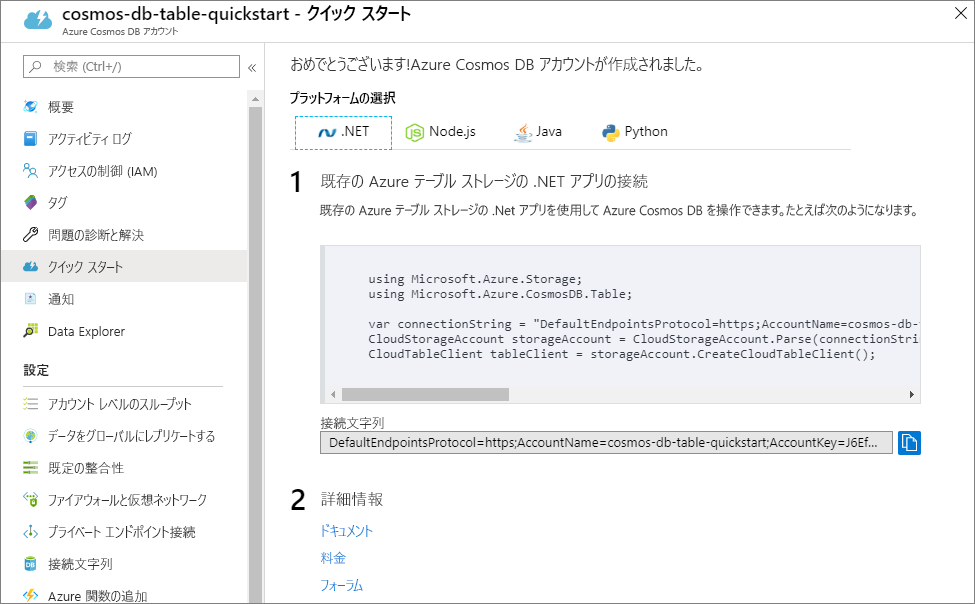 cosmos-db-table-quickstart - クイック スタート
Azure Cosmos DB アカウント
検索 (Ctrl+/)
概要
アクティビティ ログ
アクセスの制御 (IAM)
タグ
問題の診断と解決
クイック スタート
通知
Data Explorer
設定
アカウント レベルのスループット
データをグローバルにレプリケートする
既定の整合性
ファイアウォールと仮想ネットワーク
プライベート エンドポイント接続
接続文字列
Azure 関数の追加
おめでとうございます!Azure Cosmos DB アカウントが作成されました。
プラットフォームの選択
.NET Node.js Java Python
1 既存の Azure テーブル ストレージの .NET アプリの接続
既存の Azure テーブル ストレージの .Net アプリを使用して Azure Cosmos DB を操作できます。たとえば次のようになります。
using Microsoft.Azure.Storage;
using Microsoft.Azure.CosmosDB.Table;
var connectionString = "DefaultEndpointsProtocol=https;AccountName=cosmos-db-
CloudStorageAccount storageAccount = CloudStorageAccount.Parse(connectionStri
CloudTableClient tableClient = storageAccount.CreateCloudTableClient();
接続文字列
DefaultEndpointsProtocol=https;AccountName=cosmos-db-table-quickstart;AccountKey=J6Ef...
2 詳細情報
ドキュメント
料金
フォーラム